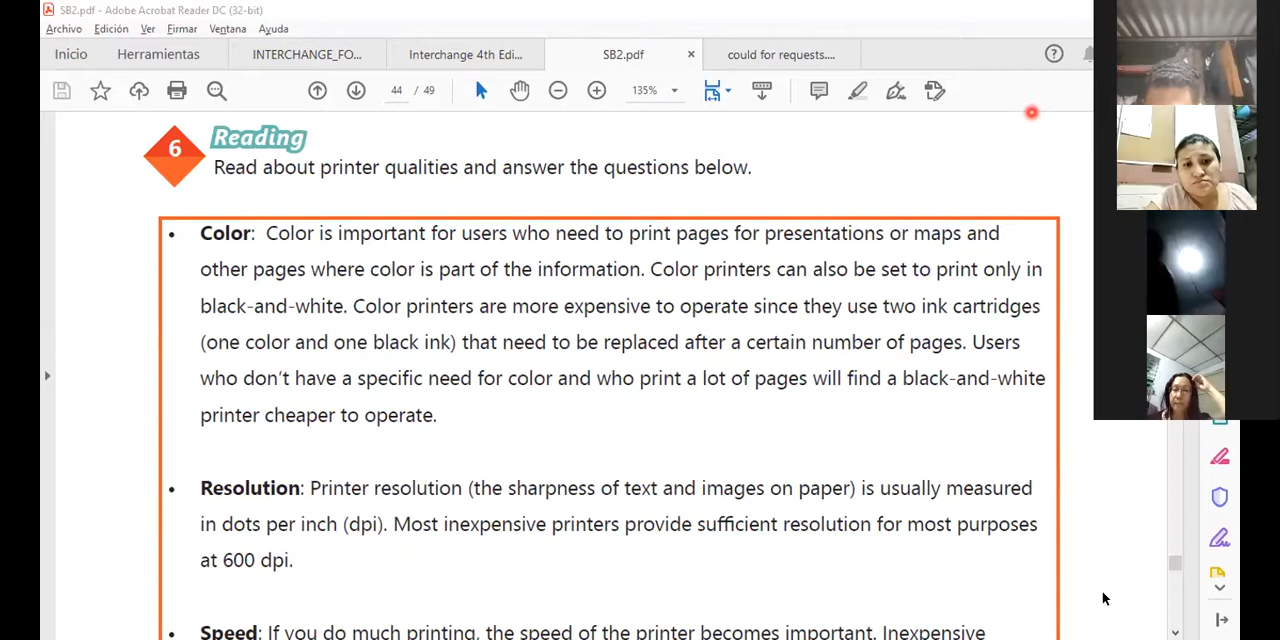 SB2.pdf - Adobe Acrobat Reader DC (32-bit)
Archivo Edición Ver Firmar Ventana Ayuda
Inicio Herramientas INTERCHANGE_FO... Interchange 4th Edi... SB2.pdf × could for requests....
44 / 49 135%
6 Reading
Read about printer qualities and answer the questions below.
• Color: Color is important for users who need to print pages for presentations or maps and
other pages where color is part of the information. Color printers can also be set to print only in
black-and-white. Color printers are more expensive to operate since they use two ink cartridges
(one color and one black ink) that need to be replaced after a certain number of pages. Users
who don't have a specific need for color and who print a lot of pages will find a black-and-white
printer cheaper to operate.
• Resolution: Printer resolution (the sharpness of text and images on paper) is usually measured
in dots per inch (dpi). Most inexpensive printers provide sufficient resolution for most purposes
at 600 dpi.
• Speed: If you do much printing, the speed of the printer becomes important. Inexpensive